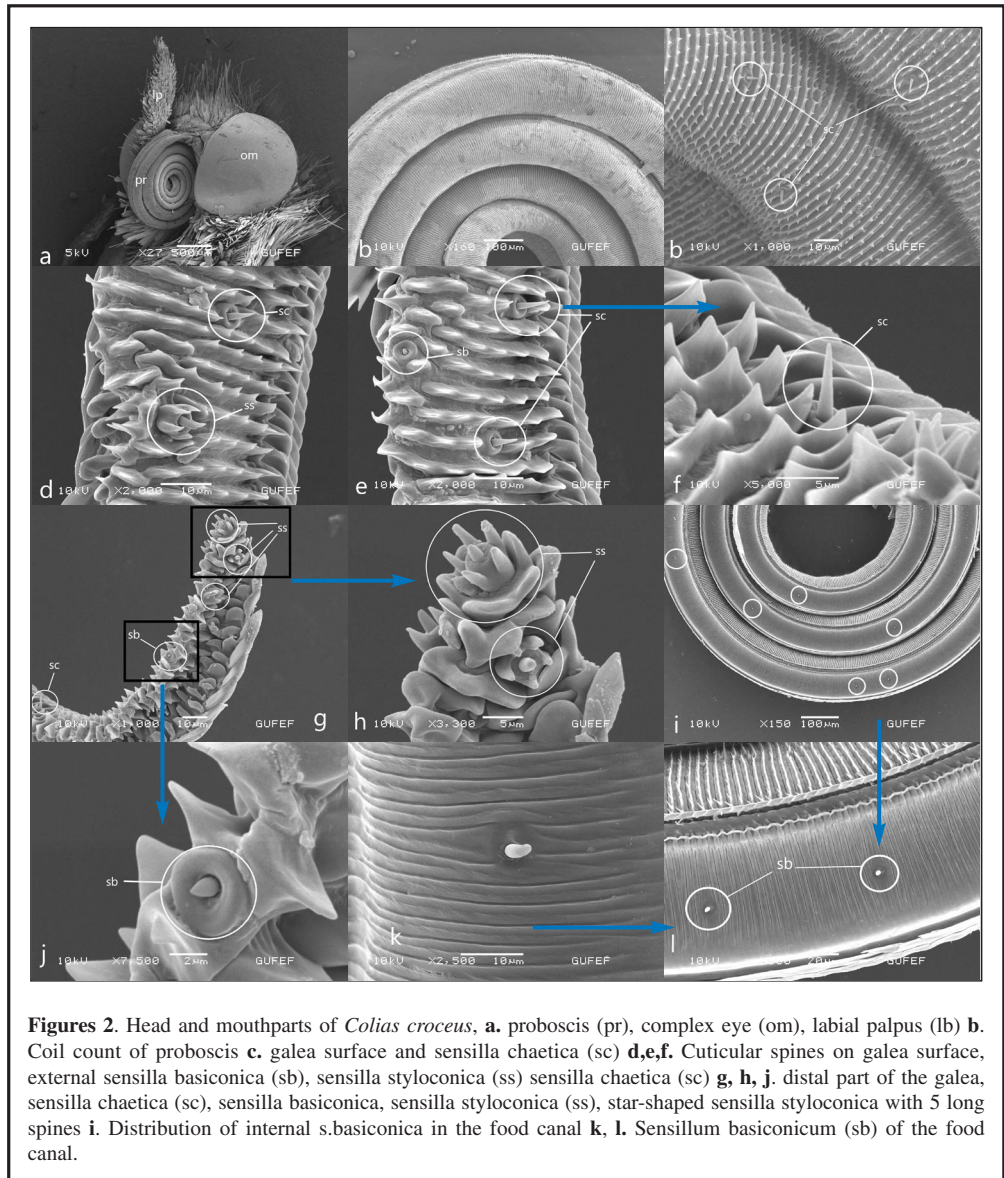 lp
om
pr
a 5kV X27 500µm GUFEF
b 10kV X160 100µm GUFEF
sc
b 10kV X1,000 10µm GUFEF
sc
ss
d 10kV X2,000 10µm GUFEF
sc
sb
e 10kV X2,000 10µm GUFEF
sc
f 10kV X5,000 5µm GUFEF
ss
sb
sc
10kV X1,000 10µm GUFEF g
ss
h 10kV X3,300 5µm GUFEF
i 10kV X150 100µm GUFEF
sb
j 10kV X7,500 2µm GUFEF
k
10kV X2,500 10µm GUFEF
sb
l
10kV 20µm GUFEF
Figures 2. Head and mouthparts of Colias croceus, a. proboscis (pr), complex eye (om), labial palpus (lb) b.
Coil count of proboscis c. galea surface and sensilla chaetica (sc) d,e,f. Cuticular spines on galea surface,
external sensilla basiconica (sb), sensilla styloconica (ss) sensilla chaetica (sc) g, h, j. distal part of the galea,
sensilla chaetica (sc), sensilla basiconica, sensilla styloconica (ss), star-shaped sensilla styloconica with 5 long
spines i. Distribution of internal s.basiconica in the food canal k, l. Sensillum basiconicum (sb) of the food
canal.